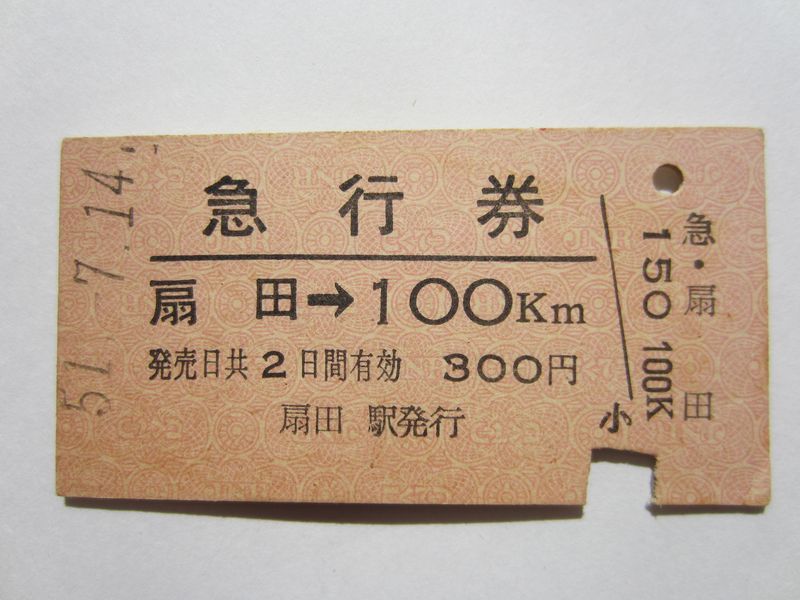 51.-7.14
急行券
扇田→100Km
発売日共2日間有効 300円
扇田 駅発行
小
急・扇田
150
100K